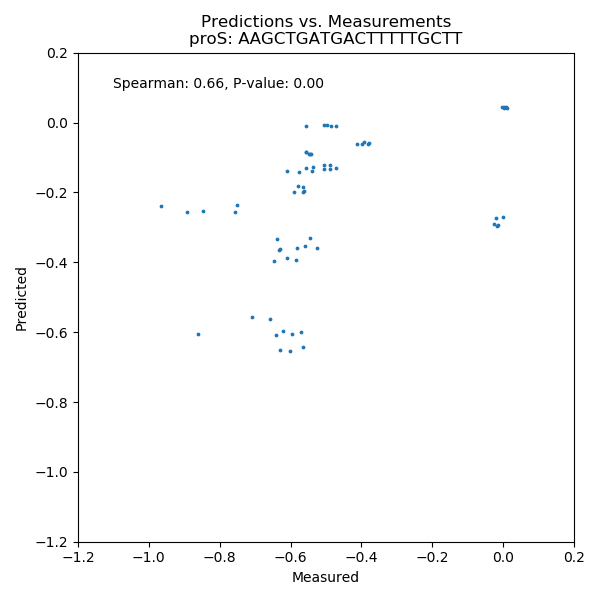 Predictions vs. Measurements
proS: AAGCTGATGACTTTTTGCTT
Spearman: 0.66, P-value: 0.00
0.2
0.0
−0.2
−0.4
−0.6
−0.8
−1.0
−1.2
Predicted
−1.2 −1.0 −0.8 −0.6 −0.4 −0.2 0.0 0.2
Measured